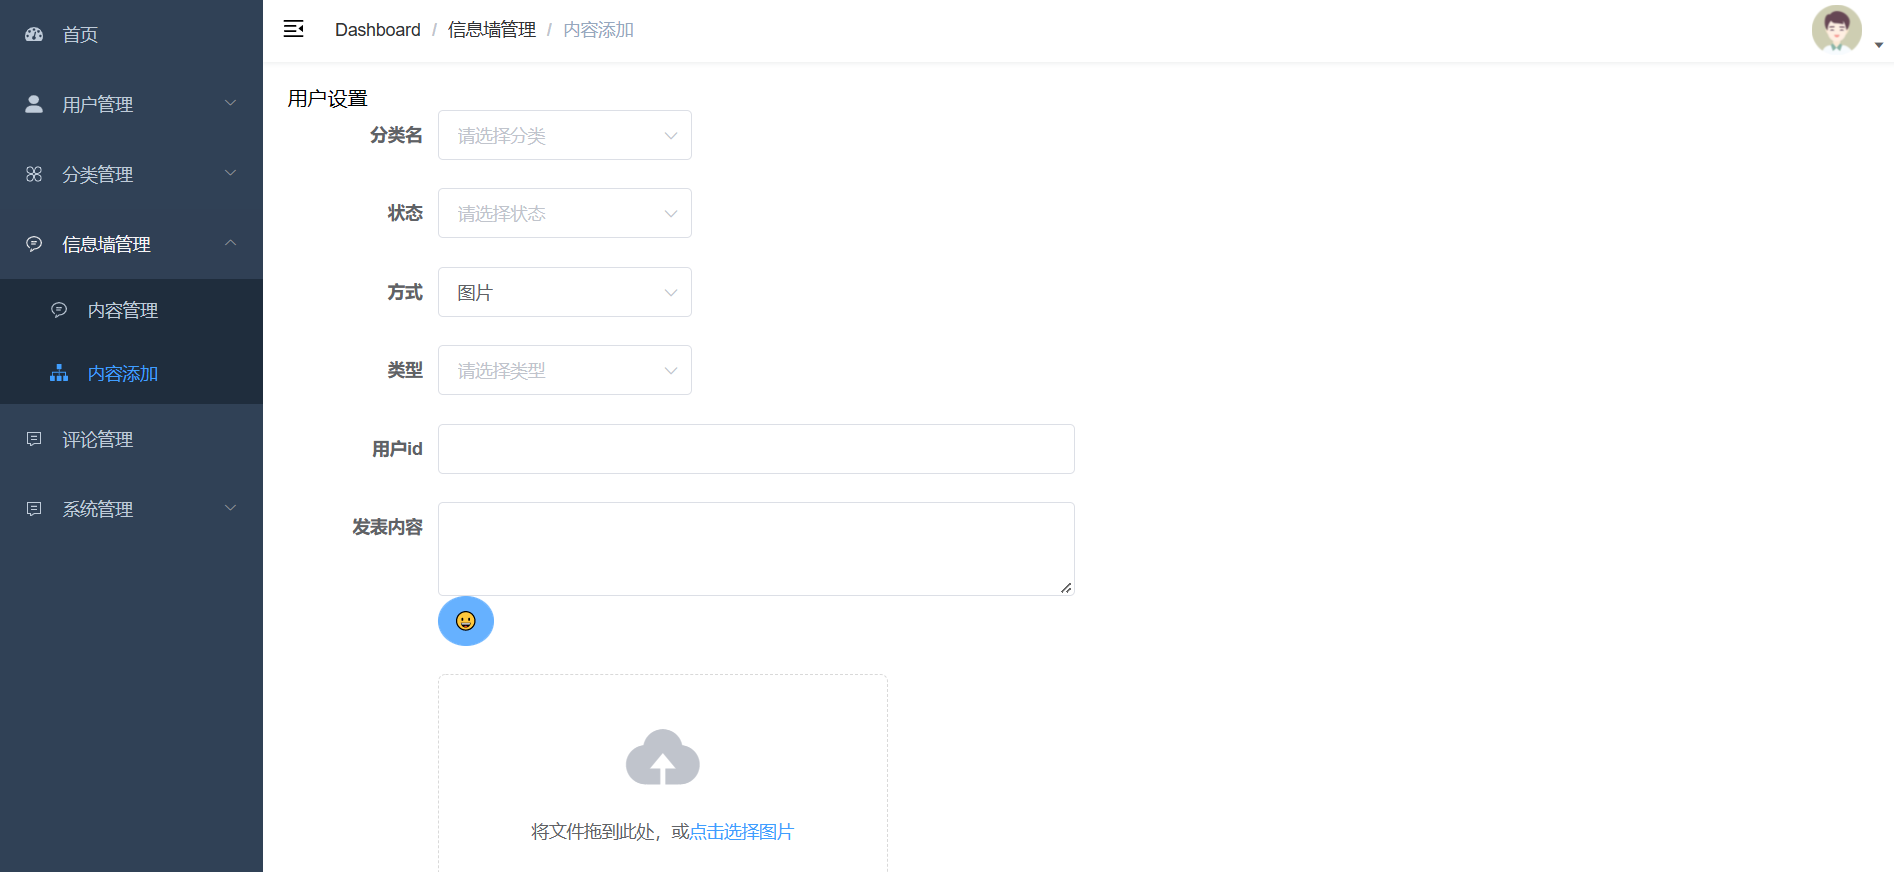 首页
用户管理
分类管理
信息墙管理
内容管理
内容添加
评论管理
系统管理
Dashboard / 信息墙管理 / 内容添加
用户设置
分类名 请选择分类
状态 请选择状态
方式 图片
类型 请选择类型
用户id
发表内容
将文件拖到此处，或点击选择图片